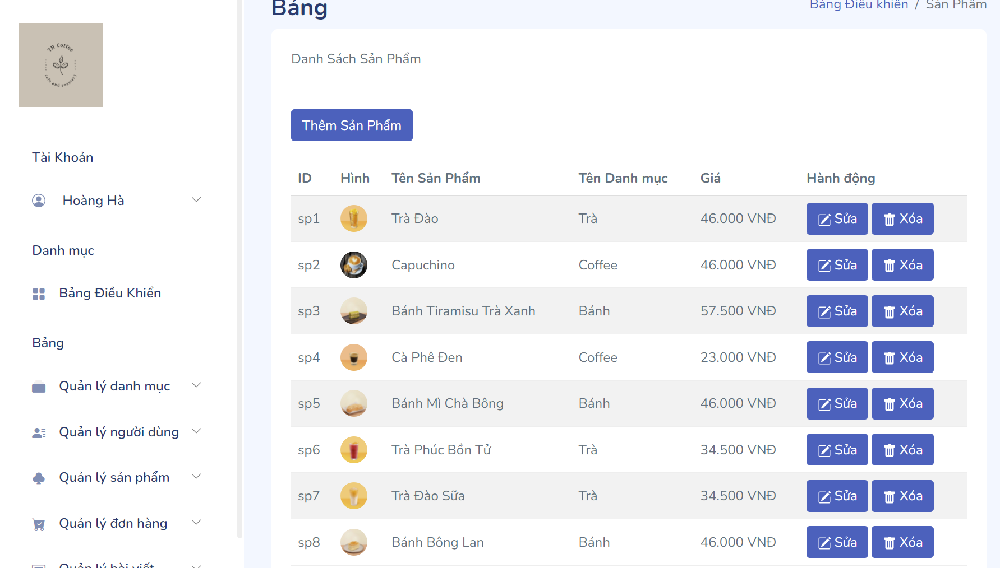 Bảng
Bảng Điều khiển / Sản Phẩm
TH Coffee
cafe and roastery
Tài Khoản
Hoàng Hà
Danh mục
Bảng Điều Khiển
Bảng
Quản lý danh mục
Quản lý người dùng
Quản lý sản phẩm
Quản lý đơn hàng
Quản lý bài viết
Danh Sách Sản Phẩm
Thêm Sản Phẩm
ID Hình Tên Sản Phẩm Tên Danh mục Giá Hành động
sp1 Trà Đào Trà 46.000 VNĐ Sửa Xóa
sp2 Capuchino Coffee 46.000 VNĐ Sửa Xóa
sp3 Bánh Tiramisu Trà Xanh Bánh 57.500 VNĐ Sửa Xóa
sp4 Cà Phê Đen Coffee 23.000 VNĐ Sửa Xóa
sp5 Bánh Mì Chà Bông Bánh 46.000 VNĐ Sửa Xóa
sp6 Trà Phúc Bồn Tử Trà 34.500 VNĐ Sửa Xóa
sp7 Trà Đào Sữa Trà 34.500 VNĐ Sửa Xóa
sp8 Bánh Bông Lan Bánh 46.000 VNĐ Sửa Xóa